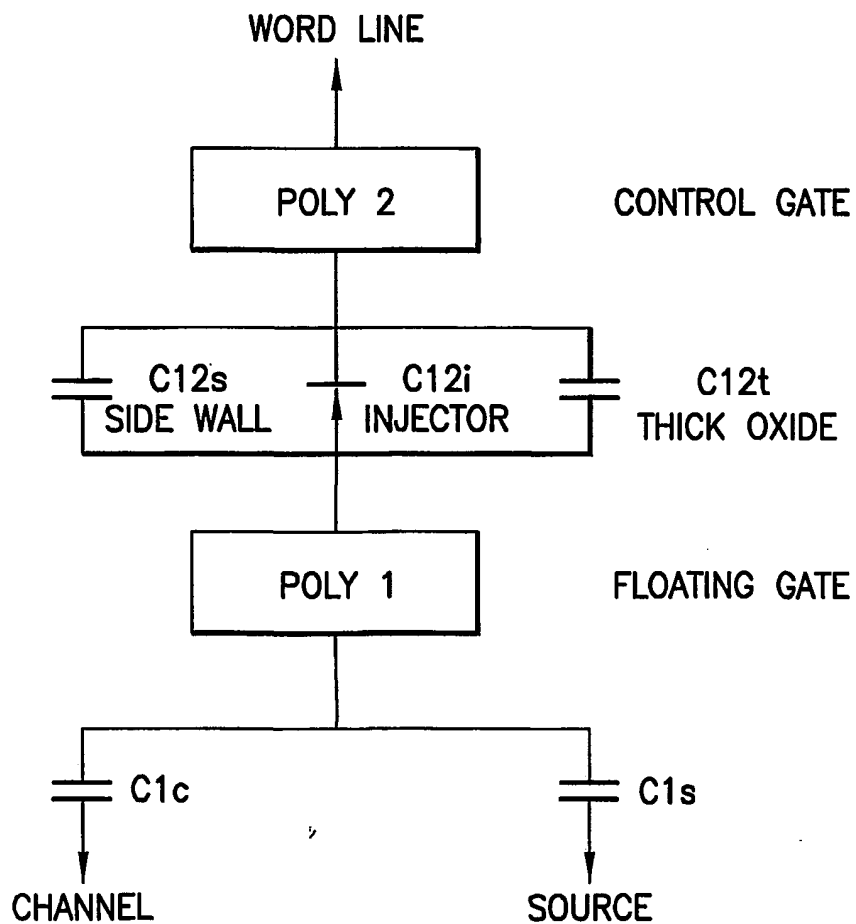 WORD LINE
POLY 2
CONTROL GATE
C12s
SIDE WALL
C12i
INJECTOR
C12t
THICK OXIDE
POLY 1
FLOATING GATE
C1c
C1s
CHANNEL
SOURCE